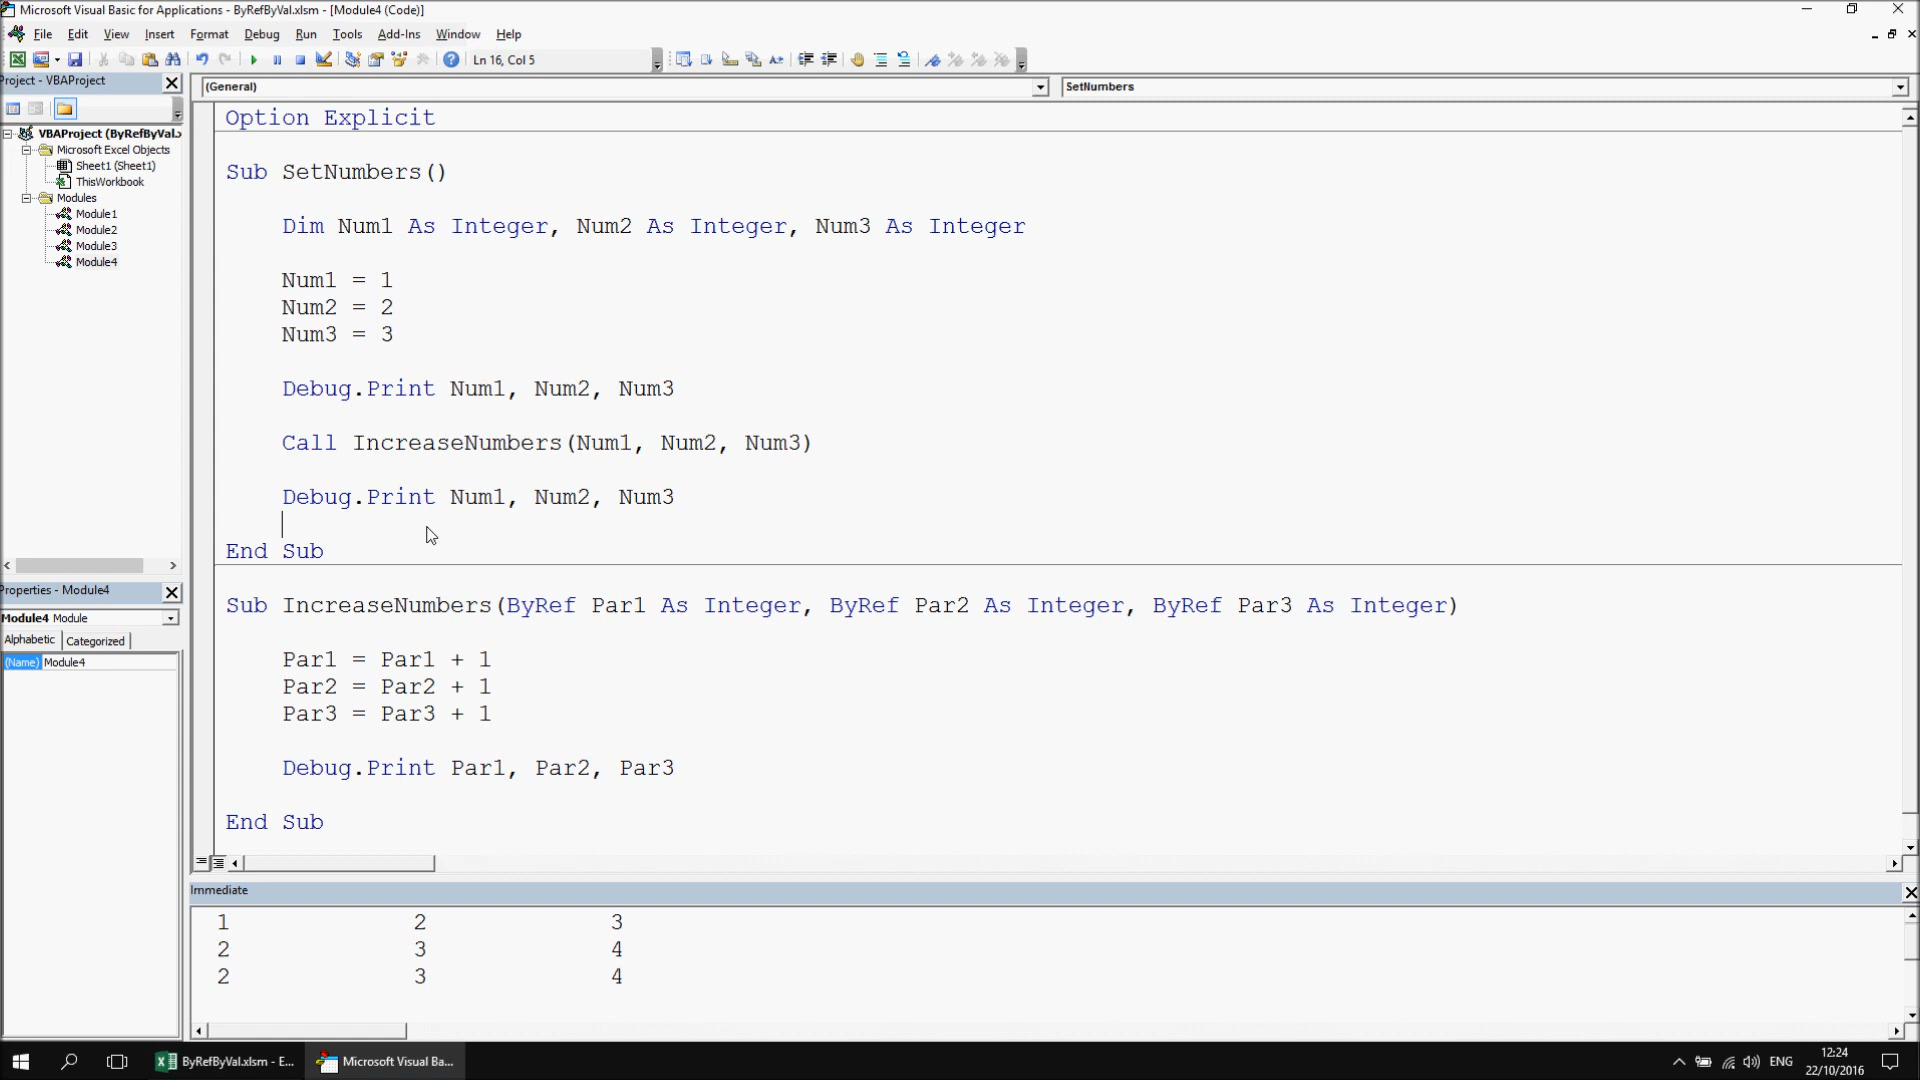 Microsoft Visual Basic for Applications - ByRefByVal.xlsm - [Module4 (Code)]
File Edit View Insert Format Debug Run Tools Add-Ins Window Help
Ln 16, Col 5
Project - VBAProject
(General)
SetNumbers
VBAProject (ByRefByVal.x
Microsoft Excel Objects
Sheet1 (Sheet1)
ThisWorkbook
Modules
Module1
Module2
Module3
Module4
Properties - Module4
Module4 Module
Alphabetic Categorized
(Name) Module4
Option Explicit
Sub SetNumbers()
Dim Num1 As Integer, Num2 As Integer, Num3 As Integer
Num1 = 1
Num2 = 2
Num3 = 3
Debug.Print Num1, Num2, Num3
Call IncreaseNumbers(Num1, Num2, Num3)
Debug.Print Num1, Num2, Num3
End Sub
Sub IncreaseNumbers(ByRef Par1 As Integer, ByRef Par2 As Integer, ByRef Par3 As Integer)
Par1 = Par1 + 1
Par2 = Par2 + 1
Par3 = Par3 + 1
Debug.Print Par1, Par2, Par3
End Sub
Immediate
1 2 3
2 3 4
2 3 4
ByRefByVal.xlsm - E...
Microsoft Visual Ba...
ENG
12:24
22/10/2016